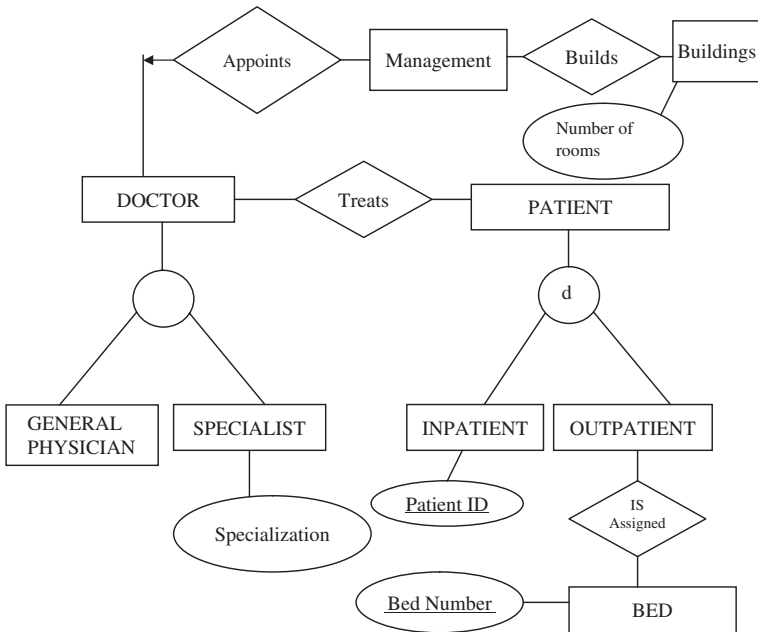 Appoints
Management
Builds
Buildings
Number of
rooms
DOCTOR
Treats
PATIENT
d
GENERAL
PHYSICIAN
SPECIALIST
INPATIENT
OUTPATIENT
Specialization
Patient ID
IS
Assigned
Bed Number
BED